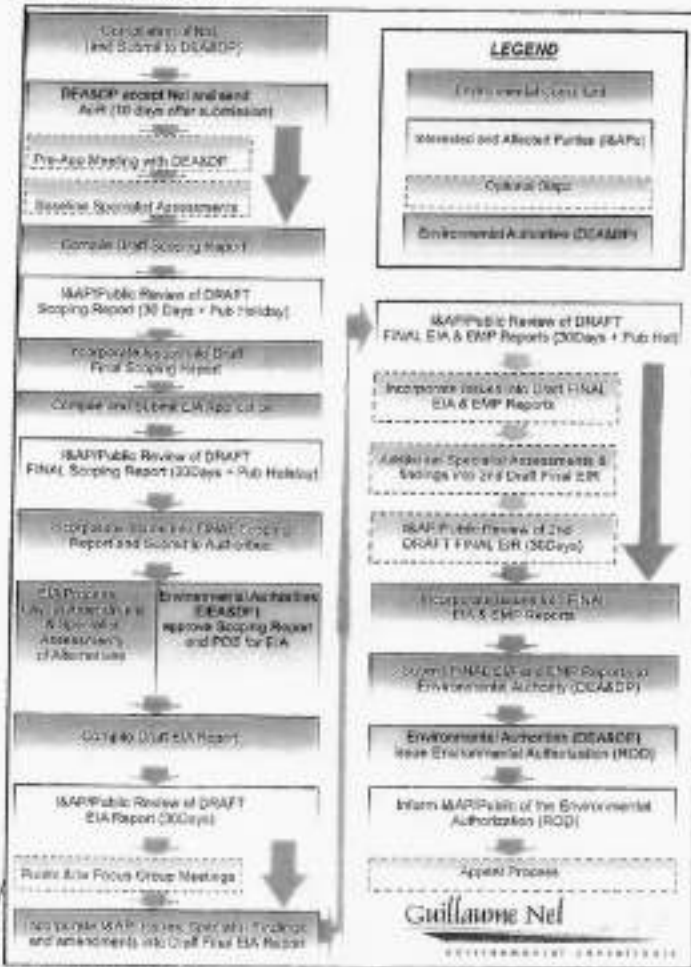 Compilation of NoI
(and Submit to DEA&DP)
DEA&DP accept NoI and send
AcR (10 days after submission)
Pre-App Meeting with DEA&DP
Baseline Specialist Assessments
Compile Draft Scoping Report
I&AP/Public Review of DRAFT
Scoping Report (30 Days + Pub Holiday)
Incorporate Issues into Draft
Final Scoping Report
Compile and Submit EIA Application
I&AP/Public Review of DRAFT
FINAL Scoping Report (30Days + Pub Holiday)
Incorporate Issues into FINAL Scoping
Report and Submit to Authorities
EIA Process
& Specialist
Assessments
of Alternatives
Environmental Authorities
(DEA&DP)
approve Scoping Report
and POS for EIA
Compile Draft EIA Report
I&AP/Public Review of DRAFT
EIA Report (30Days)
Focus Group Meetings
Incorporate I&AP Issues, Specialist Findings
and amendments into Draft Final EIA Report
LEGEND
Environmental Consultant
Interested and Affected Parties (I&APs)
Optional Steps
Environmental Authorities (DEA&DP)
I&AP/Public Review of DRAFT
FINAL EIA & EMP Reports (30Days + Pub Hol)
Incorporate Issues into Draft FINAL
EIA & EMP Reports
Additional Specialist Assessments &
findings into 2nd Draft Final EIR
I&AP/Public Review of 2nd
DRAFT FINAL EIR (30Days)
Incorporate Issues into FINAL
EIA & EMP Reports
Submit FINAL EIA and EMP Reports to
Environmental Authority (DEA&DP)
Environmental Authorities (DEA&DP)
issue Environmental Authorisation (ROD)
Inform I&AP/Public of the Environmental
Authorization (ROD)
Appeal Process
Guillaume Nel
environmental consultants